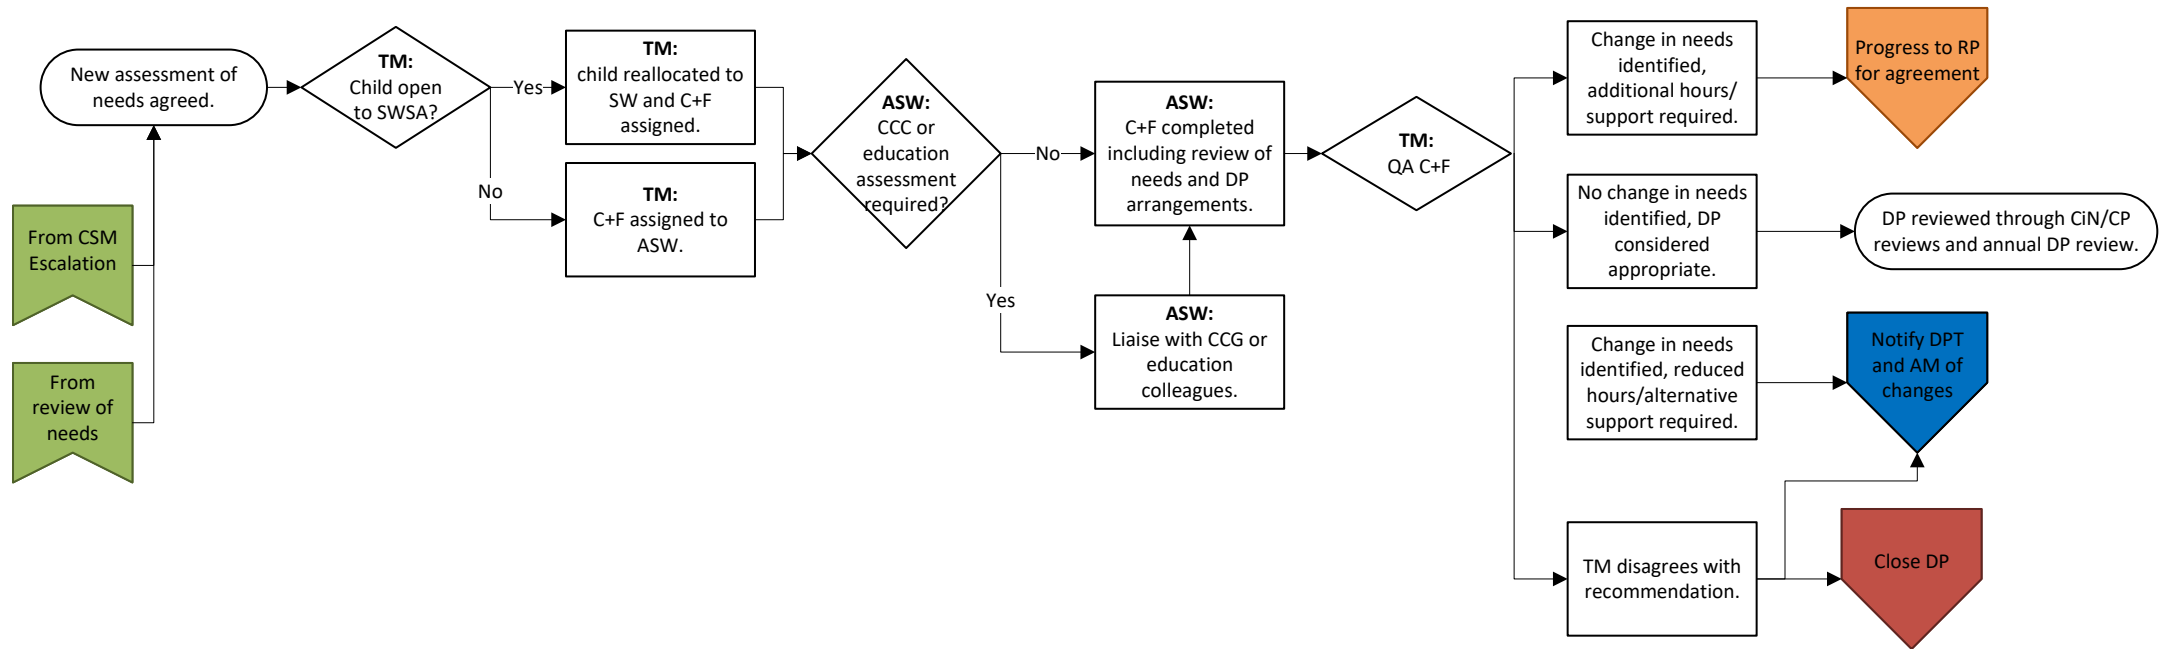 New assessment of
needs agreed.
From CSM
Escalation
From
review of
needs
TM:
Child open
to SWSA?
Yes
No
TM:
child reallocated to
SW and C+F
assigned.
TM:
C+F assigned to
ASW.
ASW:
CCC or
education
assessment
required?
No
Yes
ASW:
C+F completed
including review of
needs and DP
arrangements.
ASW:
Liaise with CCG or
education
colleagues.
TM:
QA C+F
Change in needs
identified,
additional hours/
support required.
Progress to RP
for agreement
No change in needs
identified, DP
considered
appropriate.
DP reviewed through CiN/CP
reviews and annual DP review.
Change in needs
identified, reduced
hours/alternative
support required.
Notify DPT
and AM of
changes
TM disagrees with
recommendation.
Close DP